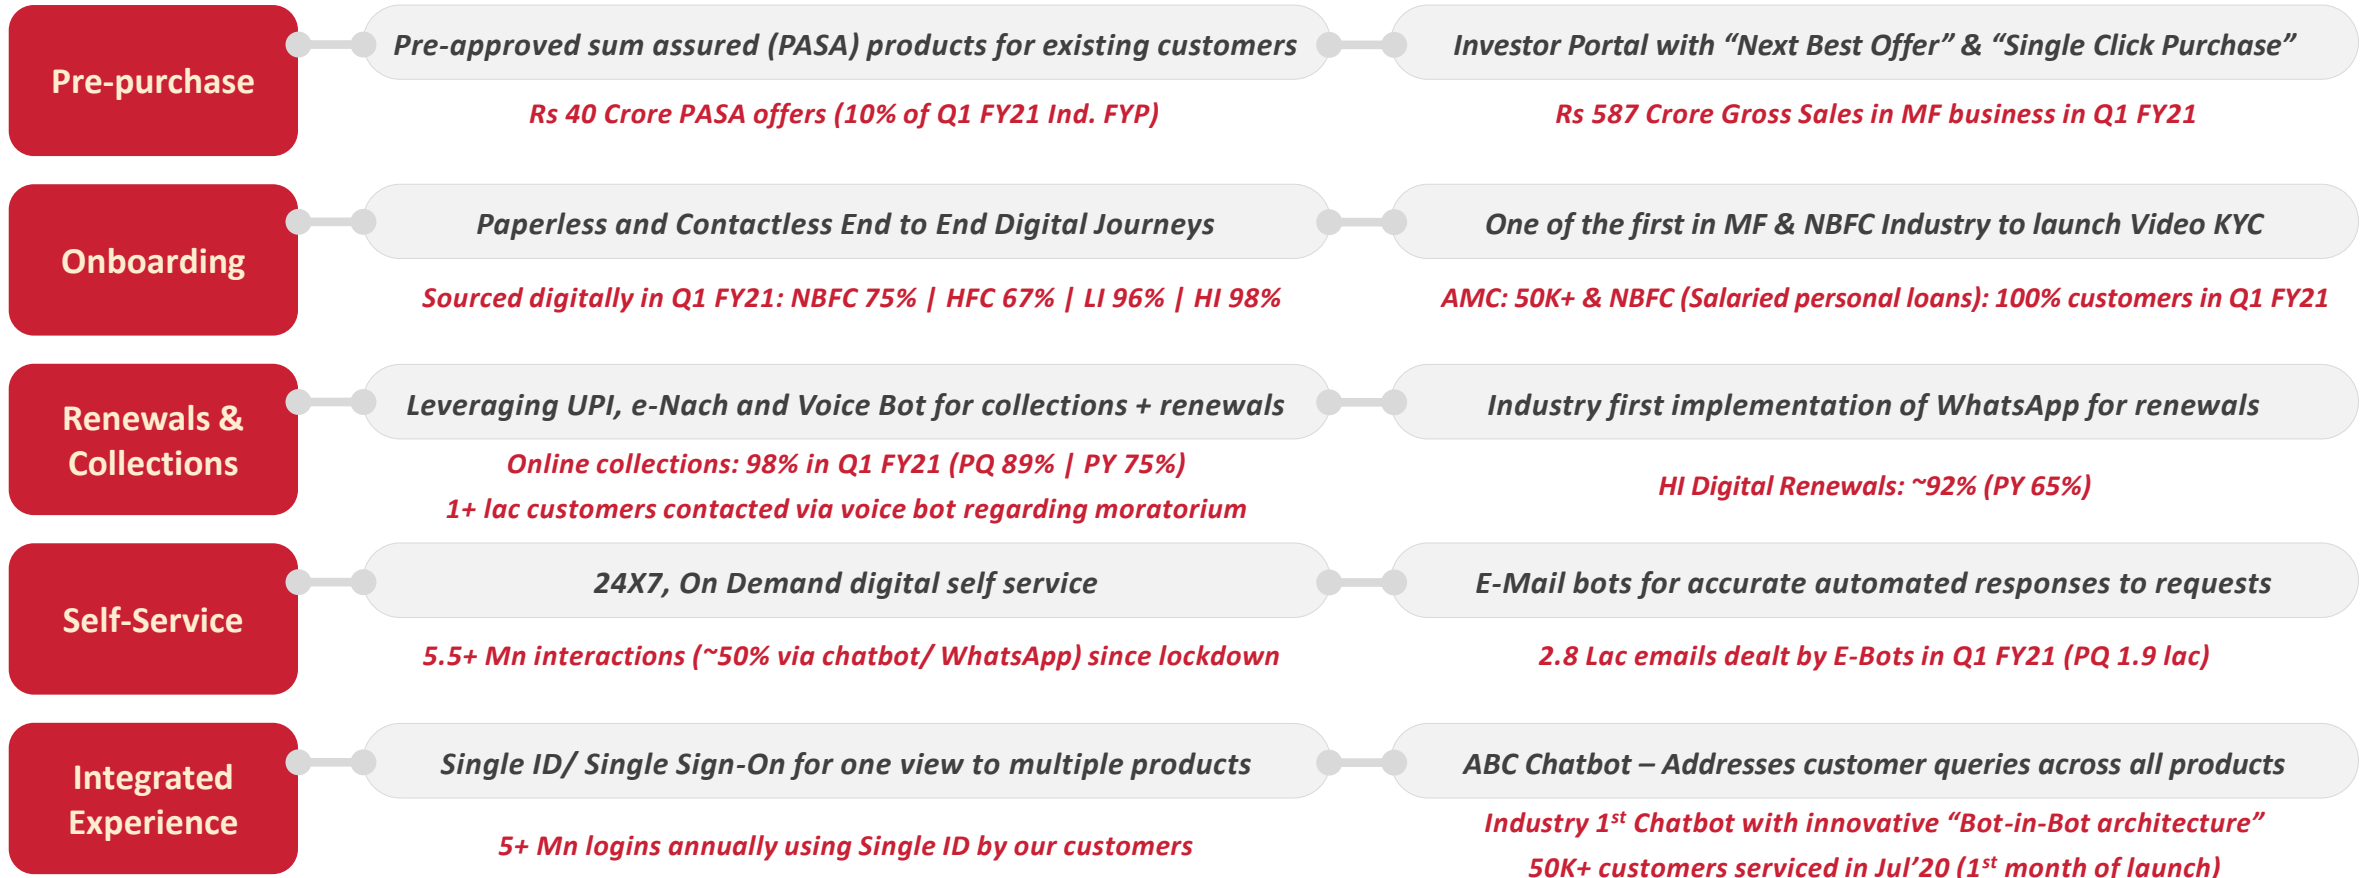 Pre-purchase
Pre-approved sum assured (PASA) products for existing customers
Investor Portal with “Next Best Offer” & “Single Click Purchase”
Rs 40 Crore PASA offers (10% of Q1 FY21 Ind. FYP)
Rs 587 Crore Gross Sales in MF business in Q1 FY21
Onboarding
Paperless and Contactless End to End Digital Journeys
One of the first in MF & NBFC Industry to launch Video KYC
Sourced digitally in Q1 FY21: NBFC 75% | HFC 67% | LI 96% | HI 98%
AMC: 50K+ & NBFC (Salaried personal loans): 100% customers in Q1 FY21
Renewals &
Collections
Leveraging UPI, e-Nach and Voice Bot for collections + renewals
Industry first implementation of WhatsApp for renewals
Online collections: 98% in Q1 FY21 (PQ 89% | PY 75%)
1+ lac customers contacted via voice bot regarding moratorium
HI Digital Renewals: ~92% (PY 65%)
Self-Service
24X7, On Demand digital self service
E-Mail bots for accurate automated responses to requests
5.5+ Mn interactions (~50% via chatbot/ WhatsApp) since lockdown
2.8 Lac emails dealt by E-Bots in Q1 FY21 (PQ 1.9 lac)
Integrated
Experience
Single ID/ Single Sign-On for one view to multiple products
ABC Chatbot – Addresses customer queries across all products
5+ Mn logins annually using Single ID by our customers
Industry 1st Chatbot with innovative “Bot-in-Bot architecture”
50K+ customers serviced in Jul’20 (1st month of launch)